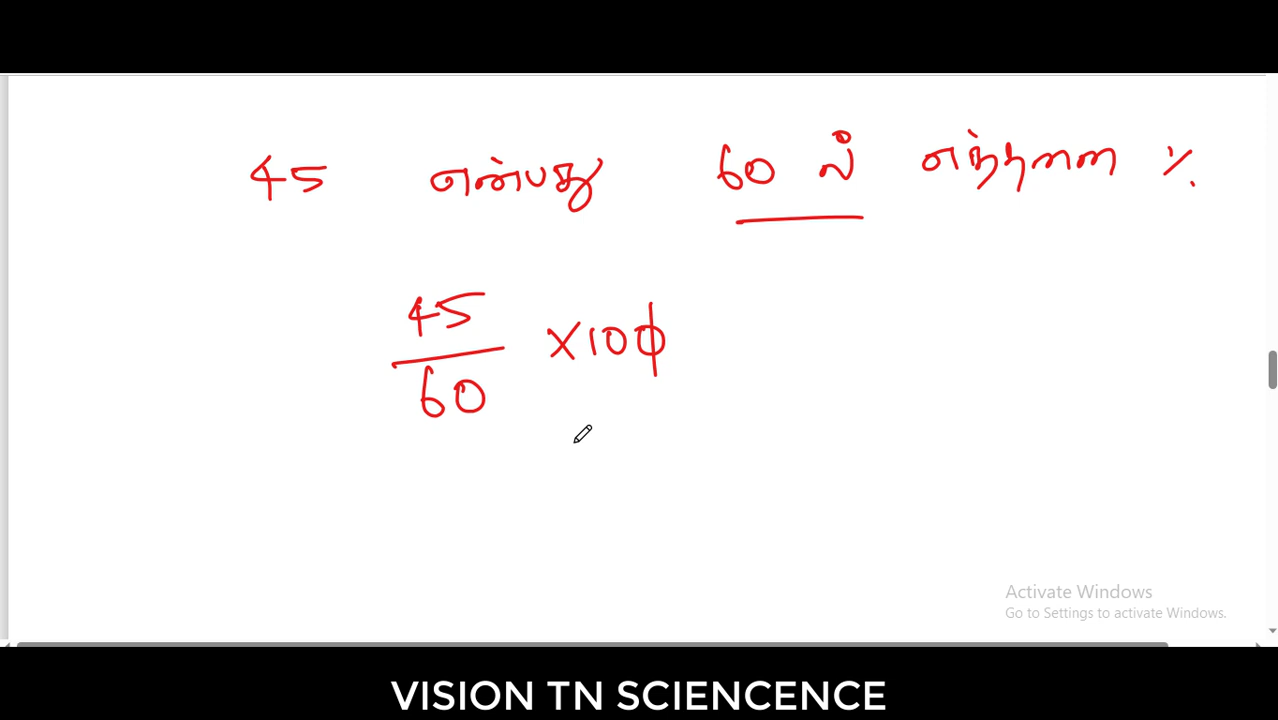 45 என்பது 60 ல் எத்தனை %
45
60
×100
Activate Windows
Go to Settings to activate Windows.
VISION TN SCIENCENCE